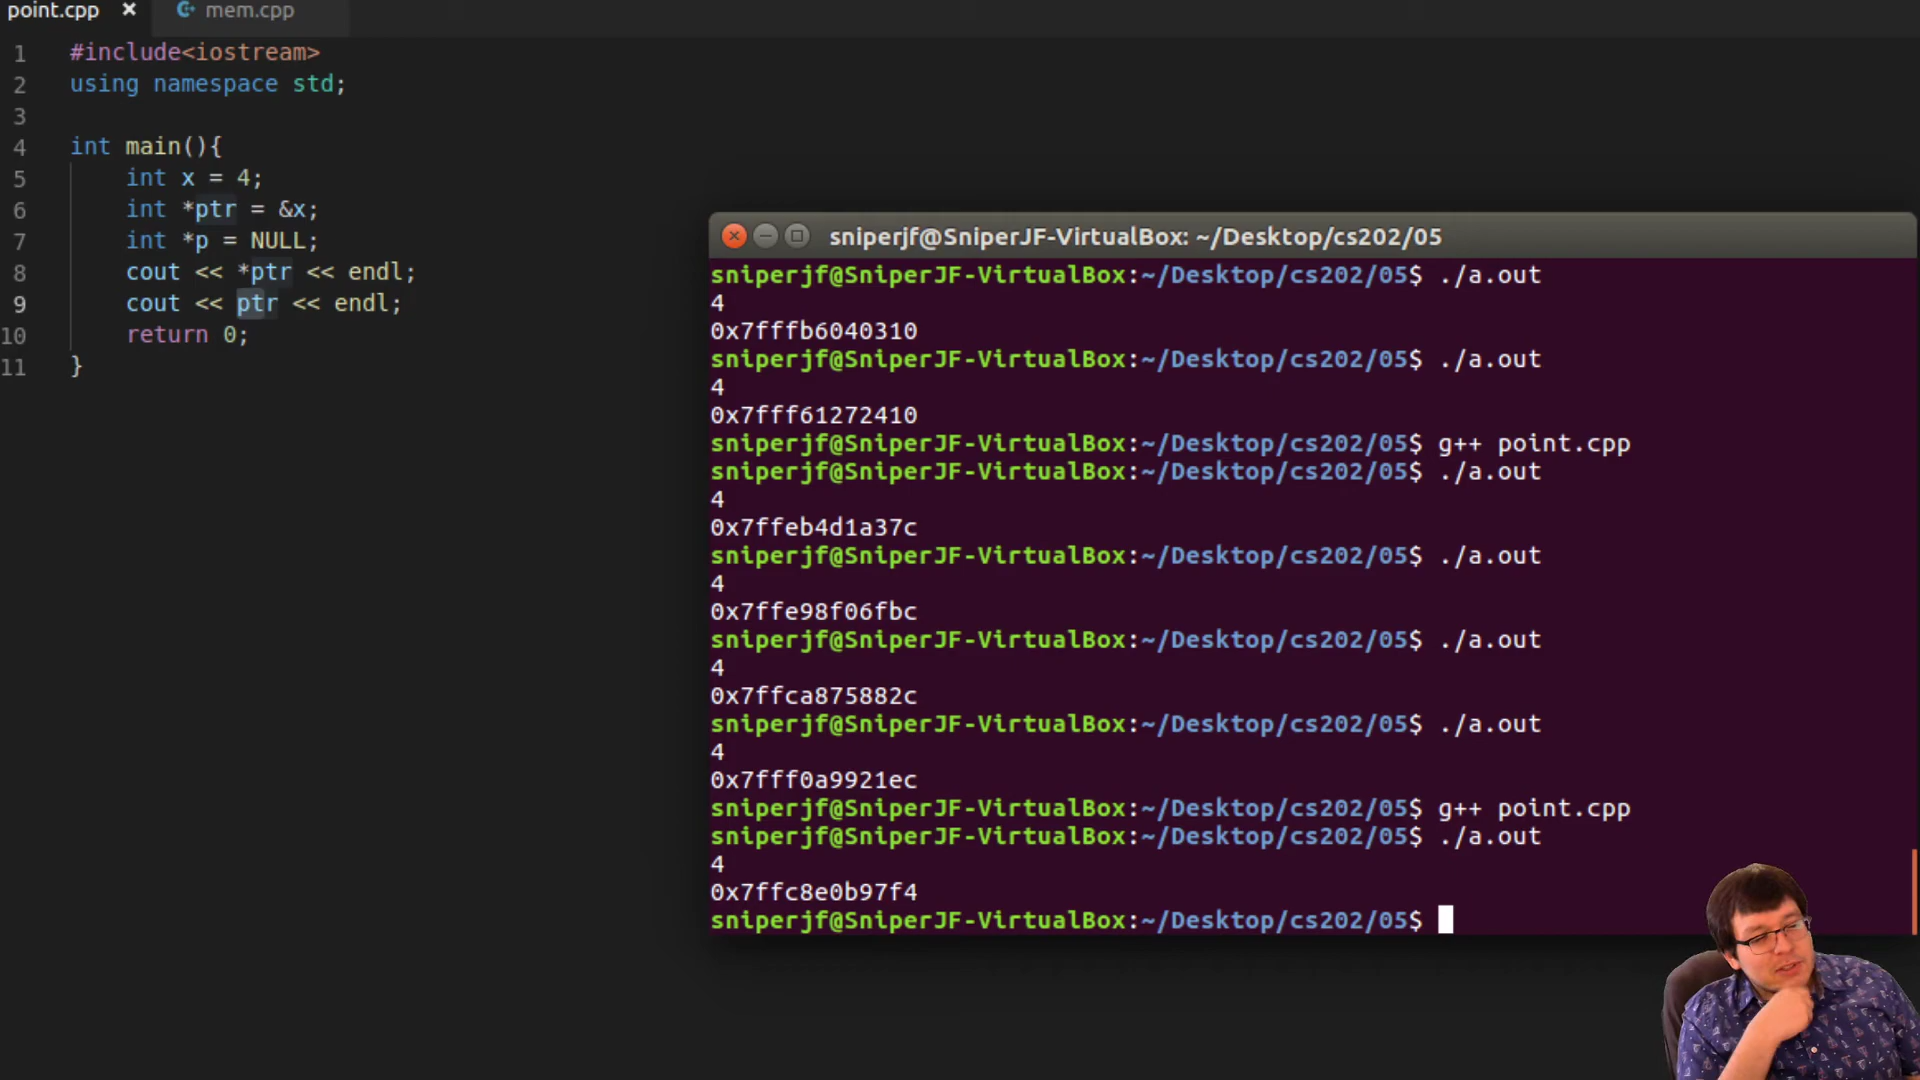 point.cpp × mem.cpp
1 #include<iostream>
2 using namespace std;
3
4 int main(){
5 int x = 4;
6 int *ptr = &x;
7 int *p = NULL;
8 cout << *ptr << endl;
9 cout << ptr << endl;
10 return 0;
11 }
sniperjf@SniperJF-VirtualBox: ~/Desktop/cs202/05
sniperjf@SniperJF-VirtualBox:~/Desktop/cs202/05$ ./a.out
4
0x7fffb6040310
sniperjf@SniperJF-VirtualBox:~/Desktop/cs202/05$ ./a.out
4
0x7fff61272410
sniperjf@SniperJF-VirtualBox:~/Desktop/cs202/05$ g++ point.cpp
sniperjf@SniperJF-VirtualBox:~/Desktop/cs202/05$ ./a.out
4
0x7ffeb4d1a37c
sniperjf@SniperJF-VirtualBox:~/Desktop/cs202/05$ ./a.out
4
0x7ffe98f06fbc
sniperjf@SniperJF-VirtualBox:~/Desktop/cs202/05$ ./a.out
4
0x7ffca875882c
sniperjf@SniperJF-VirtualBox:~/Desktop/cs202/05$ ./a.out
4
0x7fff0a9921ec
sniperjf@SniperJF-VirtualBox:~/Desktop/cs202/05$ g++ point.cpp
sniperjf@SniperJF-VirtualBox:~/Desktop/cs202/05$ ./a.out
4
0x7ffc8e0b97f4
sniperjf@SniperJF-VirtualBox:~/Desktop/cs202/05$